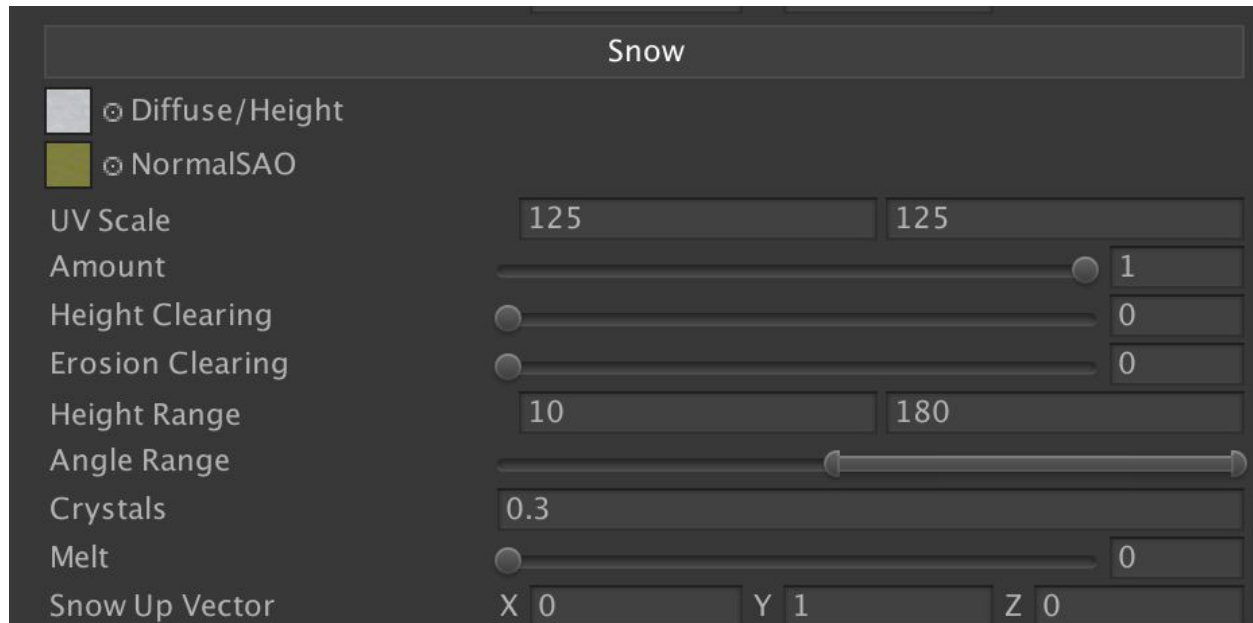 Snow
Diffuse/Height
NormalSAO
UV Scale 125 125
Amount 1
Height Clearing 0
Erosion Clearing 0
Height Range 10 180
Angle Range
Crystals 0.3
Melt 0
Snow Up Vector X 0 Y 1 Z 0